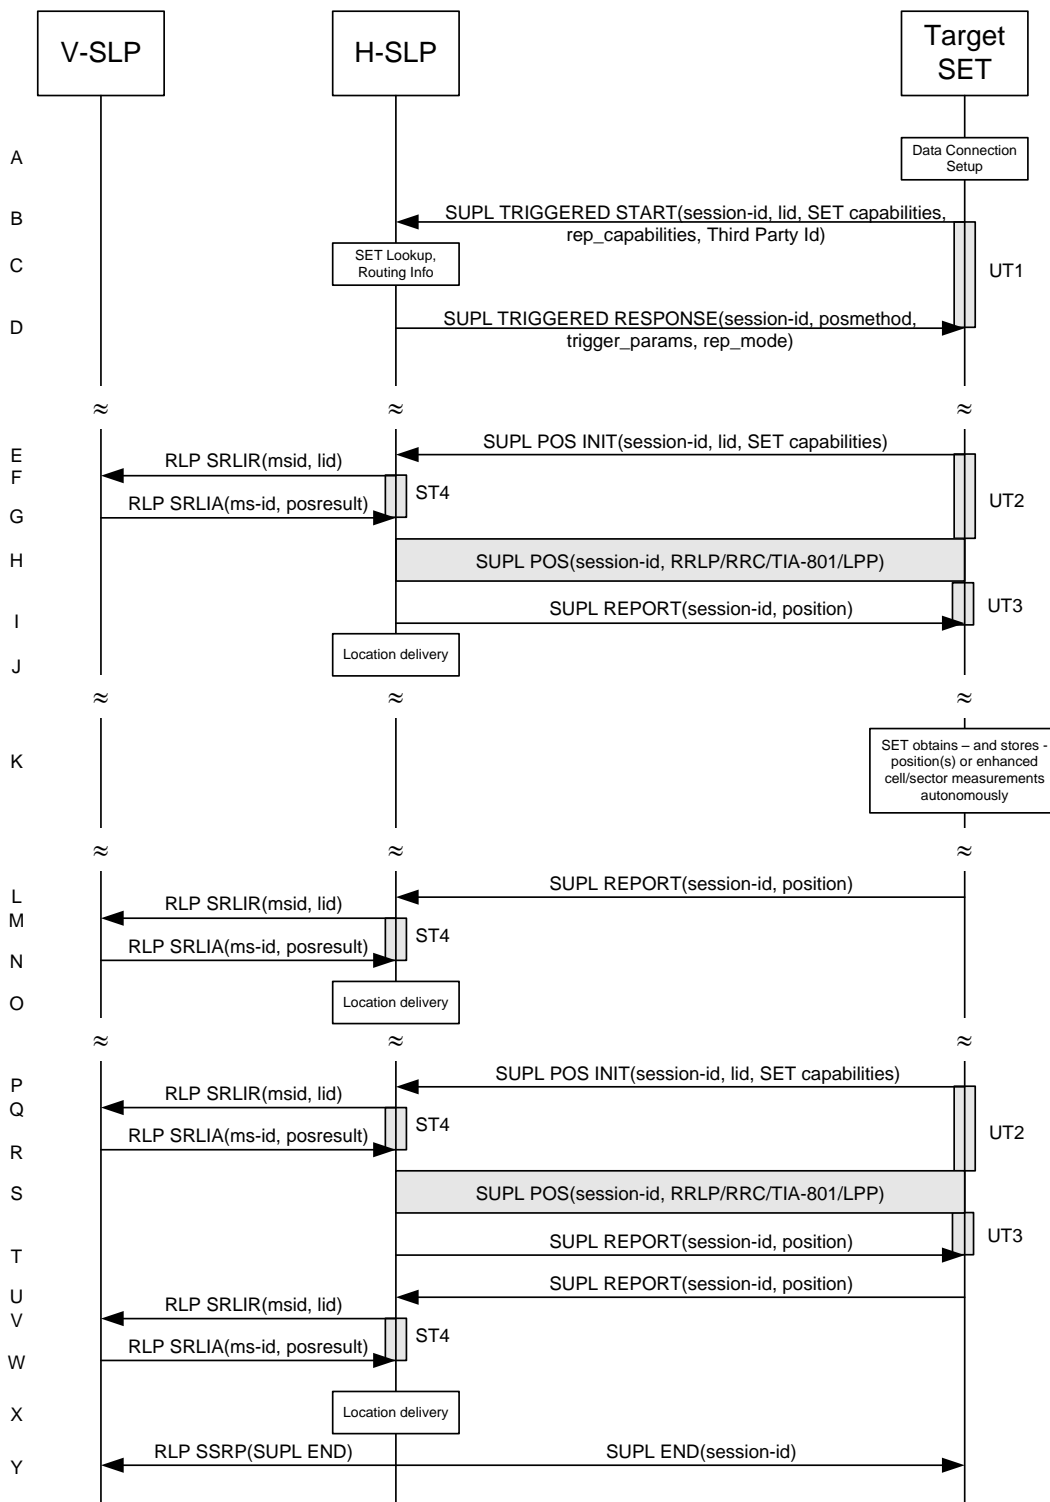 V-SLP
H-SLP
Target
SET
A
Data Connection
Setup
B
SUPL TRIGGERED START(session-id, lid, SET capabilities,
rep_capabilities, Third Party Id)
C
SET Lookup,
Routing Info
UT1
D
SUPL TRIGGERED RESPONSE(session-id, posmethod,
trigger_params, rep_mode)
≈ ≈ ≈
E
SUPL POS INIT(session-id, lid, SET capabilities)
F
RLP SRLIR(msid, lid)
ST4
UT2
G
RLP SRLIA(ms-id, posresult)
H
SUPL POS(session-id, RRLP/RRC/TIA-801/LPP)
I
SUPL REPORT(session-id, position)
UT3
J
Location delivery
≈ ≈ ≈
K
SET obtains – and stores -
position(s) or enhanced
cell/sector measurements
autonomously
≈ ≈ ≈
L
SUPL REPORT(session-id, position)
M
RLP SRLIR(msid, lid)
ST4
N
RLP SRLIA(ms-id, posresult)
O
Location delivery
≈ ≈ ≈
P
SUPL POS INIT(session-id, lid, SET capabilities)
Q
RLP SRLIR(msid, lid)
ST4
UT2
R
RLP SRLIA(ms-id, posresult)
S
SUPL POS(session-id, RRLP/RRC/TIA-801/LPP)
UT3
T
SUPL REPORT(session-id, position)
U
SUPL REPORT(session-id, position)
V
RLP SRLIR(msid, lid)
ST4
W
RLP SRLIA(ms-id, posresult)
X
Location delivery
Y
RLP SSRP(SUPL END)
SUPL END(session-id)